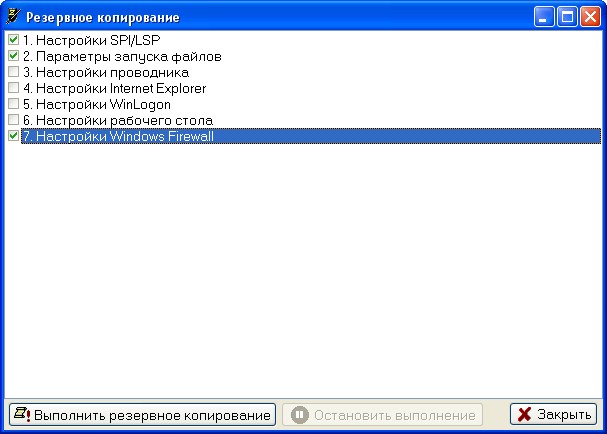 Резервное копирование
1. Настройки SPI/LSP
2. Параметры запуска файлов
3. Настройки проводника
4. Настройки Internet Explorer
5. Настройки WinLogon
6. Настройки рабочего стола
7. Настройки Windows Firewall
Выполнить резервное копирование Остановить выполнение Закрыть